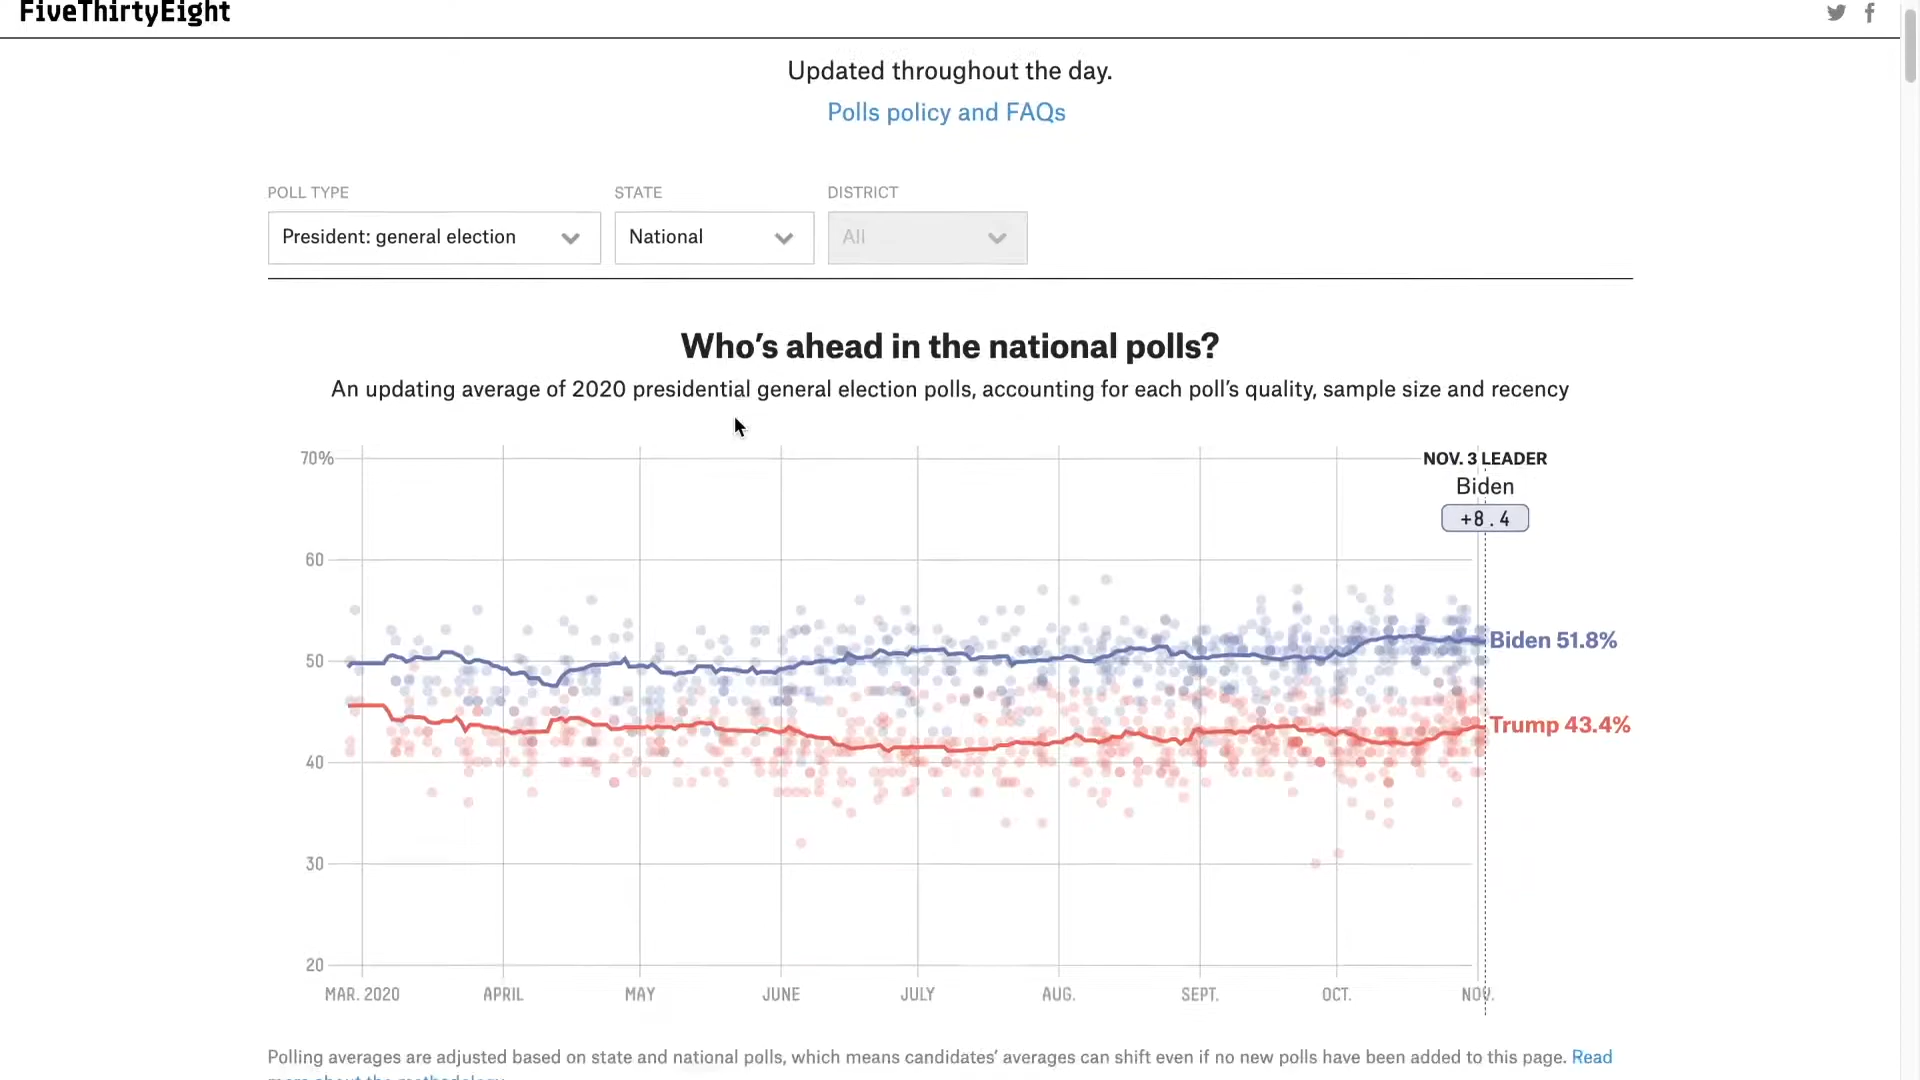 FiveThirtyEight
Updated throughout the day.
Polls policy and FAQs
POLL TYPE STATE DISTRICT
President: general election National All
Who's ahead in the national polls?
An updating average of 2020 presidential general election polls, accounting for each poll's quality, sample size and recency
70% NOV. 3 LEADER
Biden
+8.4
60
Biden 51.8%
50
Trump 43.4%
40
30
20
MAR. 2020 APRIL MAY JUNE JULY AUG. SEPT. OCT. NOV.
Polling averages are adjusted based on state and national polls, which means candidates' averages can shift even if no new polls have been added to this page. Read
more about the methodology